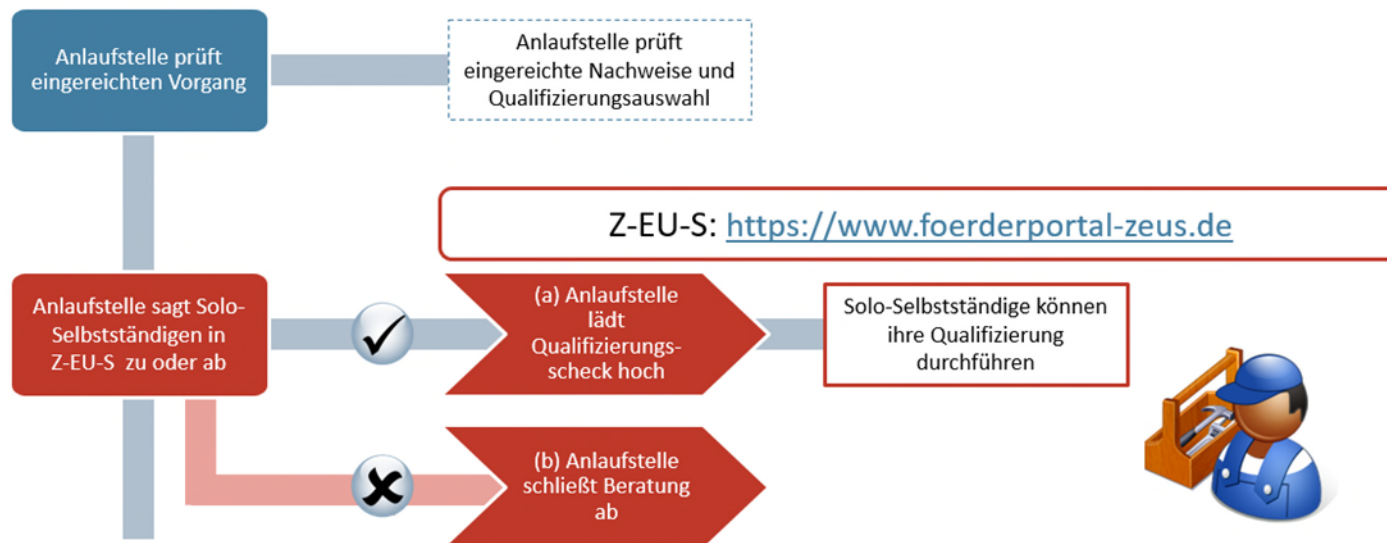 Anlaufstelle prüft
eingereichten Vorgang
Anlaufstelle prüft
eingereichte Nachweise und
Qualifizierungsauswahl
Z-EU-S: https://www.foerderportal-zeus.de
Anlaufstelle sagt Solo-
Selbstständigen in
Z-EU-S zu oder ab
(a) Anlaufstelle
lädt
Qualifizierungs-
scheck hoch
Solo-Selbstständige können
ihre Qualifizierung
durchführen
(b) Anlaufstelle
schließt Beratung
ab